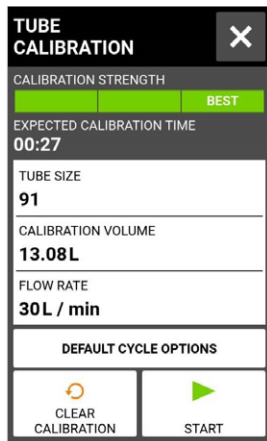 TUBE
CALIBRATION
CALIBRATION STRENGTH
BEST
EXPECTED CALIBRATION TIME
00:27
TUBE SIZE
91
CALIBRATION VOLUME
13.08L
FLOW RATE
30L / min
DEFAULT CYCLE OPTIONS
CLEAR
CALIBRATION
START